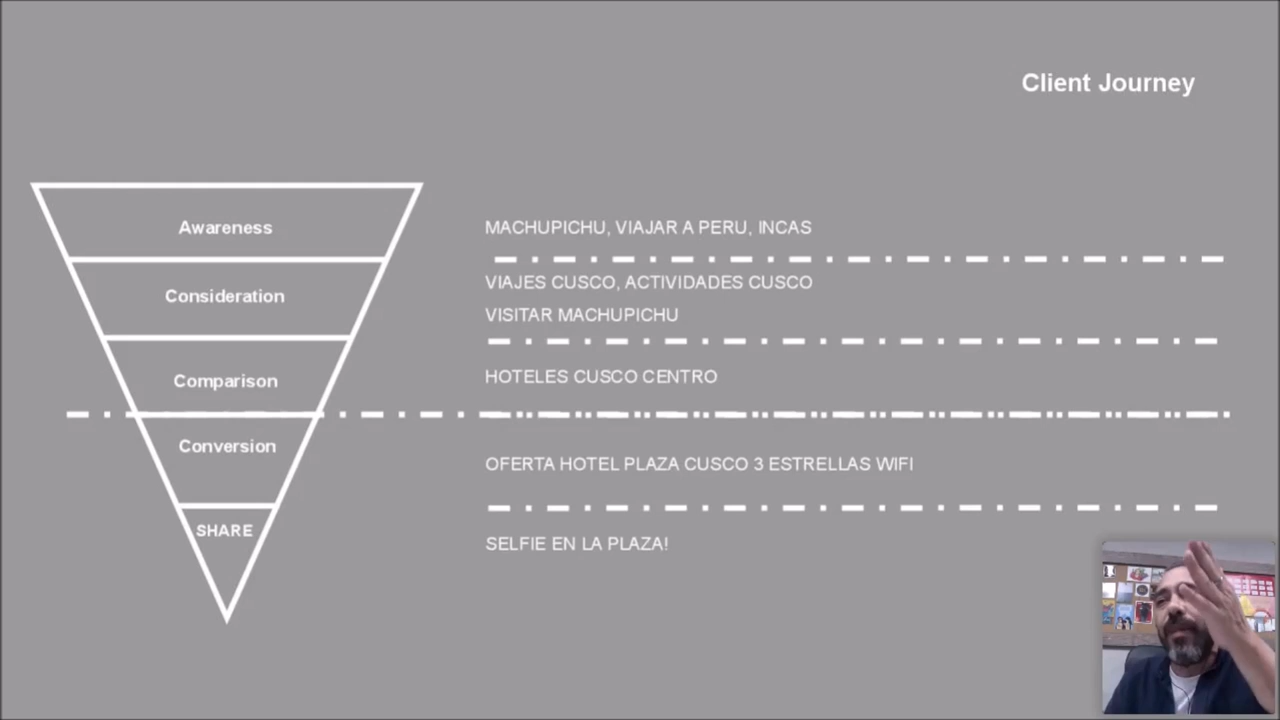 Client Journey
Awareness
MACHUPICHU, VIAJAR A PERU, INCAS
Consideration
VIAJES CUSCO, ACTIVIDADES CUSCO
VISITAR MACHUPICHU
Comparison
HOTELES CUSCO CENTRO
Conversion
OFERTA HOTEL PLAZA CUSCO 3 ESTRELLAS WIFI
SHARE
SELFIE EN LA PLAZA!